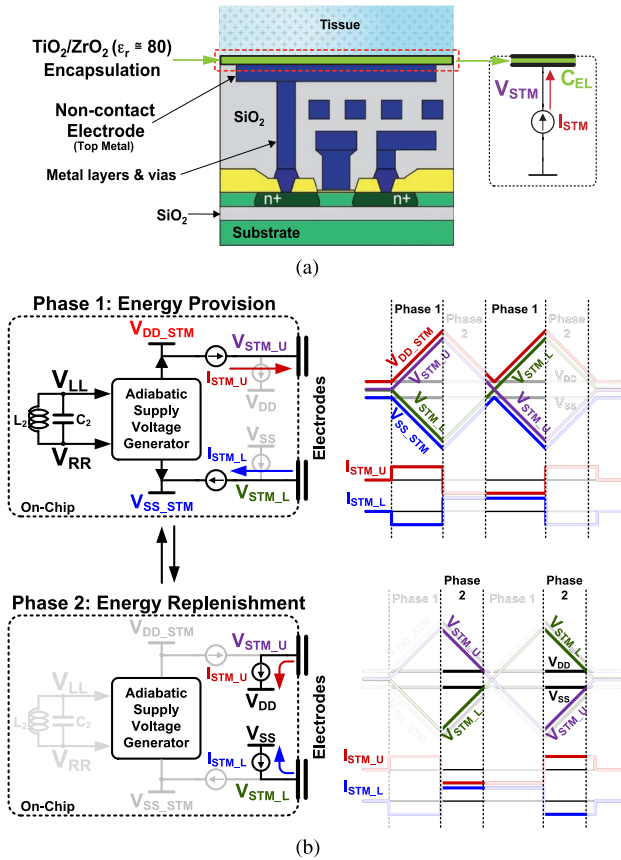 Tissue
TiO2/ZrO2 (εr ≅ 80)
Encapsulation
Non-contact
Electrode
(Top Metal)
SiO2
Metal layers & vias
n+
n+
SiO2
Substrate
VSTM
CEL
ISTM
(a)
Phase 1: Energy Provision
VDD_STM
VSTM_U
ISTM_U
VDD
VLL
L2
C2
VRR
Adiabatic
Supply
Voltage
Generator
VSS
ISTM_L
VSTM_L
VSS_STM
Electrodes
On-Chip
Phase 1
Phase 2
Phase 1
Phase 2
VDD_STM
VSTM_U
VSTM_L
VSS_STM
VSTM_L
VSTM_U
VDD
VSS
ISTM_U
ISTM_L
Phase 2: Energy Replenishment
VDD_STM
VSTM_U
ISTM_U
VDD
VLL
L2
C2
VRR
Adiabatic
Supply
Voltage
Generator
VSS
ISTM_L
VSTM_L
VSS_STM
Electrodes
On-Chip
Phase 1
Phase 2
Phase 1
Phase 2
VDD_STM
VSTM_U
VSTM_L
VSS_STM
VSTM_L
VDD
VSS
VSTM_U
ISTM_U
ISTM_L
(b)